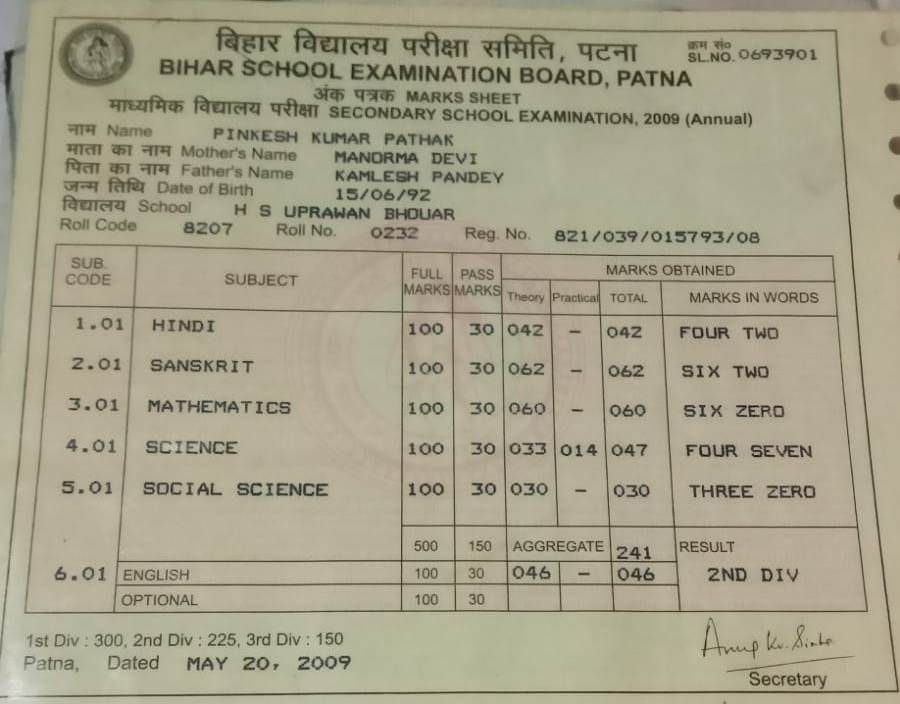 बिहार विद्यालय परीक्षा समिति, पटना
क्रम सं०
SL.NO. 0693901
BIHAR SCHOOL EXAMINATION BOARD, PATNA
अंक पत्रक MARKS SHEET
माध्यमिक विद्यालय परीक्षा SECONDARY SCHOOL EXAMINATION, 2009 (Annual)
नाम Name PINKESH KUMAR PATHAK
माता का नाम Mother's Name MANORMA DEVI
पिता का नाम Father's Name KAMLESH PANDEY
जन्म तिथि Date of Birth 15/06/92
विद्यालय School H S UPRAWAN BHOUAR
Roll Code 8207 Roll No. 0232 Reg. No. 821/039/015793/08
SUB. CODE SUBJECT FULL MARKS PASS MARKS MARKS OBTAINED
Theory Practical TOTAL MARKS IN WORDS
1.01 HINDI 100 30 042 - 042 FOUR TWO
2.01 SANSKRIT 100 30 062 - 062 SIX TWO
3.01 MATHEMATICS 100 30 060 - 060 SIX ZERO
4.01 SCIENCE 100 30 033 014 047 FOUR SEVEN
5.01 SOCIAL SCIENCE 100 30 030 - 030 THREE ZERO
500 150 AGGREGATE 241 RESULT
6.01 ENGLISH 100 30 046 - 046 2ND DIV
OPTIONAL 100 30
1st Div : 300, 2nd Div : 225, 3rd Div : 150
Patna, Dated MAY 20, 2009
Anup Kr. Sinha
Secretary